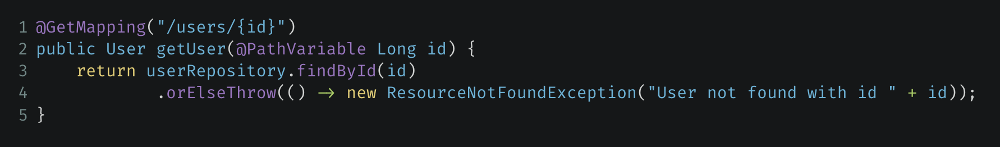 1 @GetMapping("/users/{id}")
2 public User getUser(@PathVariable Long id) {
3     return userRepository.findById(id)
4             .orElseThrow(() -> new ResourceNotFoundException("User not found with id " + id));
5 }